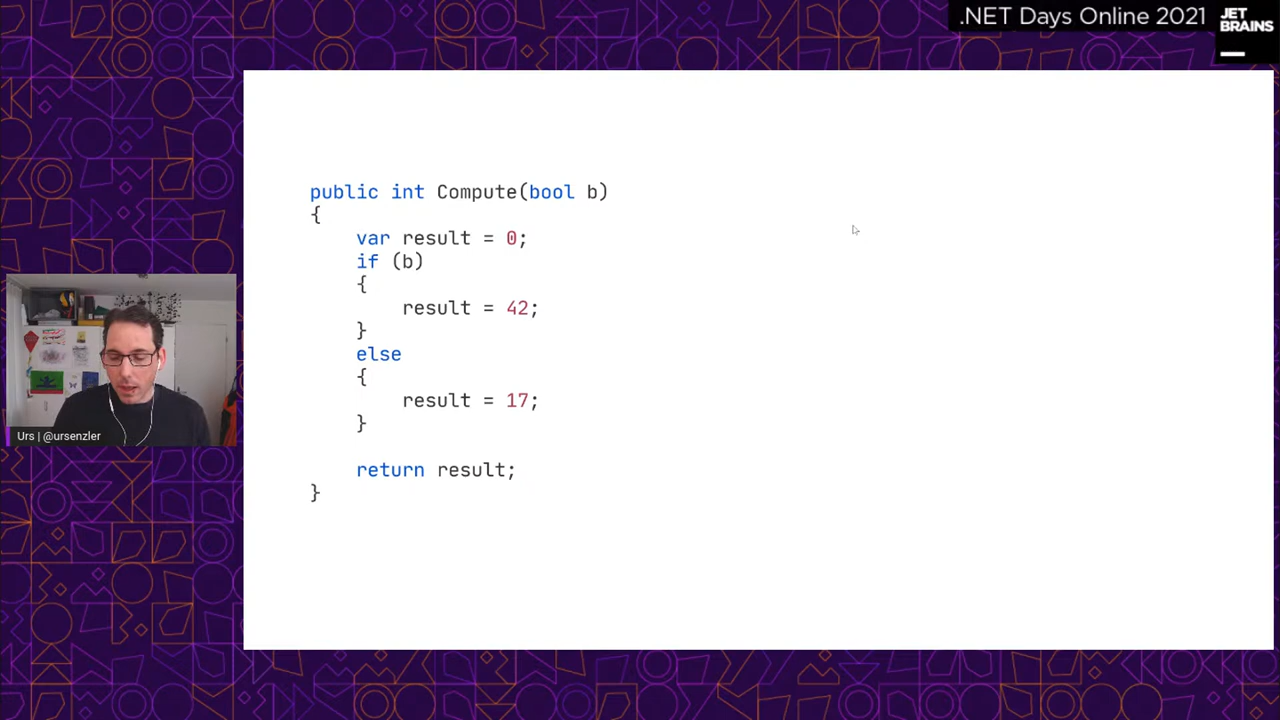 .NET Days Online 2021
JET
BRAINS
public int Compute(bool b)
{
    var result = 0;
    if (b)
    {
        result = 42;
    }
    else
    {
        result = 17;
    }

    return result;
}
Urs | @ursenzler